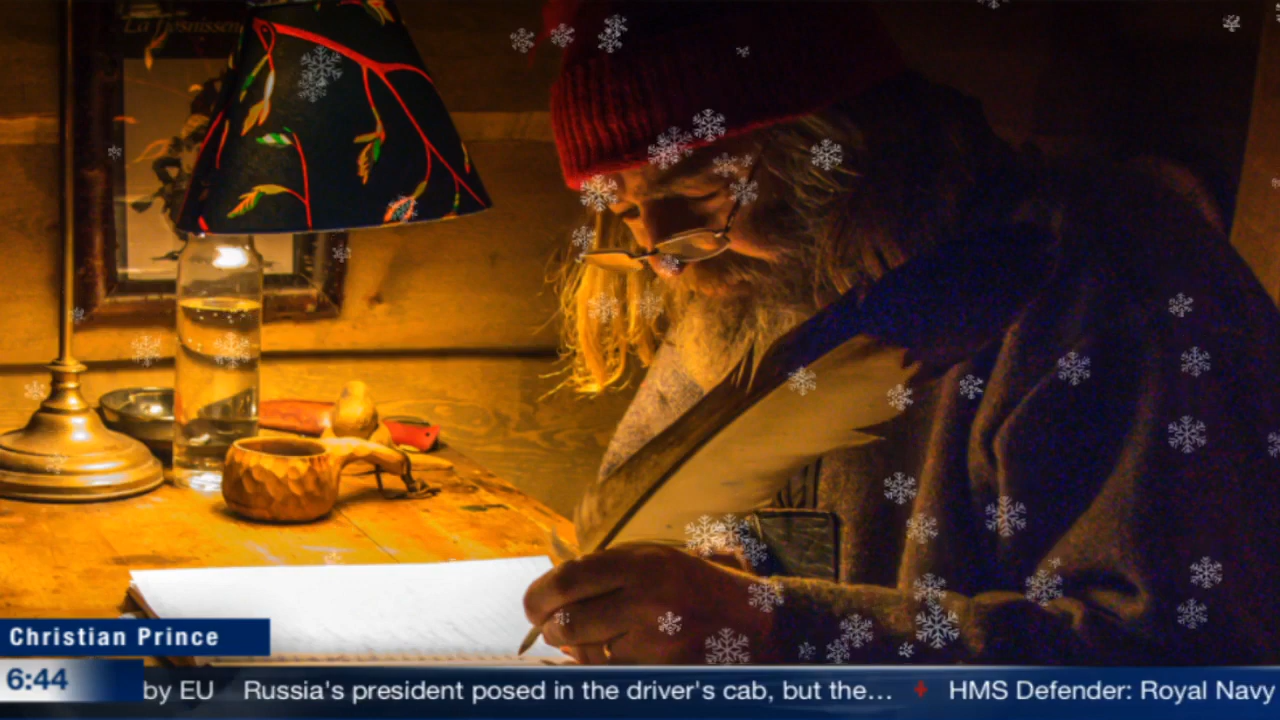 Christian Prince
6:44
by EU Russia's president posed in the driver's cab, but the... HMS Defender: Royal Navy